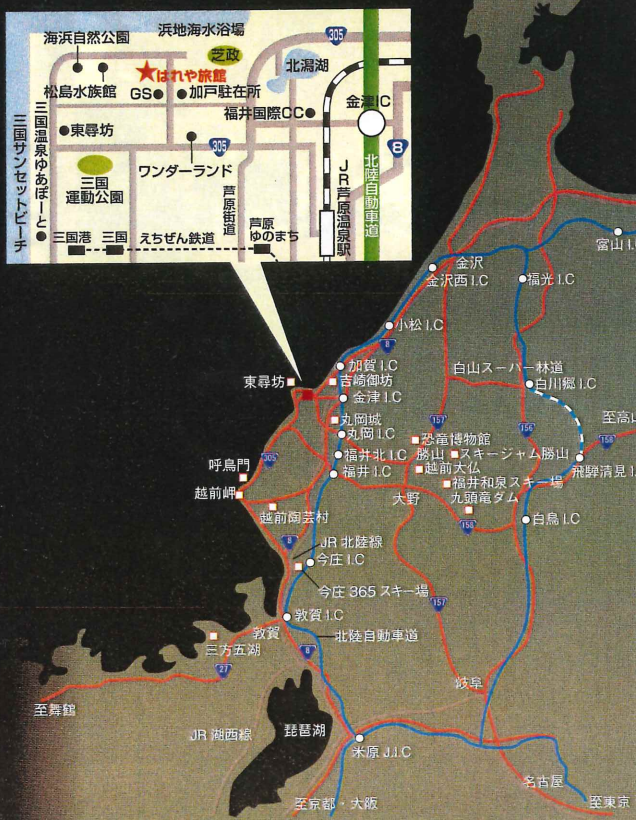 浜地海水浴場
海浜自然公園
305
芝政
北潟湖
★はれや旅館
松島水族館
GS
加戸駐在所
金津IC
福井国際CC
東尋坊
305
8
ワンダーランド
三国サンセットビーチ
三国温泉ゆあぽーと
三国
運動公園
芦原街道
JR芦原温泉駅
北陸自動車道
三国港
三国
えちぜん鉄道
芦原
ゆのまち
富山I.C
金沢
金沢西I.C
福光I.C
小松I.C
8
加賀I.C
白山スーパー林道
東尋坊
吉崎御坊
白川郷I.C
金津I.C
丸岡城
157
156
至高山
丸岡I.C
恐竜博物館
158
福井北I.C
勝山
スキージャム勝山
305
越前大仏
呼鳥門
福井I.C
福井和泉スキー場
飛騨清見I.C
越前岬
大野
九頭竜ダム
越前陶芸村
158
白鳥I.C
8
JR北陸線
今庄I.C
今庄365スキー場
157
敦賀I.C
敦賀
北陸自動車道
三方五湖
8
27
岐阜
至舞鶴
JR湖西線
琵琶湖
米原J.I.C
名古屋
至京都・大阪
至東京